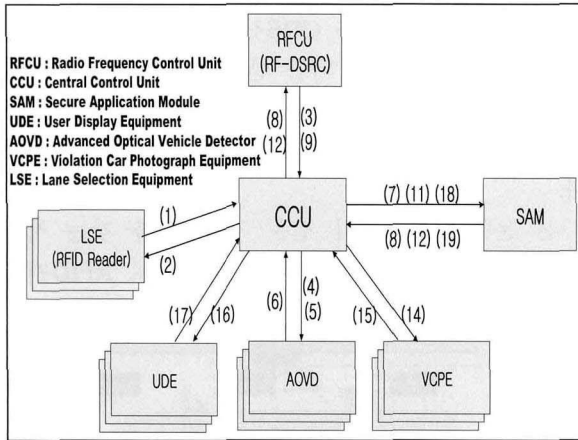 RFCU
(RF-DSRC)
RFCU : Radio Frequency Control Unit
CCU : Central Control Unit
SAM : Secure Application Module
UDE : User Display Equipment
AOVD : Advanced Optical Vehicle Detector
VCPE : Violation Car Photograph Equipment
LSE : Lane Selection Equipment
(8) (3)
(12) (9)
(1)
(7) (11) (18)
LSE
(RFID Reader)
CCU
SAM
(2)
(8) (12) (19)
(17) (16)
(6)
(4)
(5)
(15) (14)
UDE
AOVD
VCPE